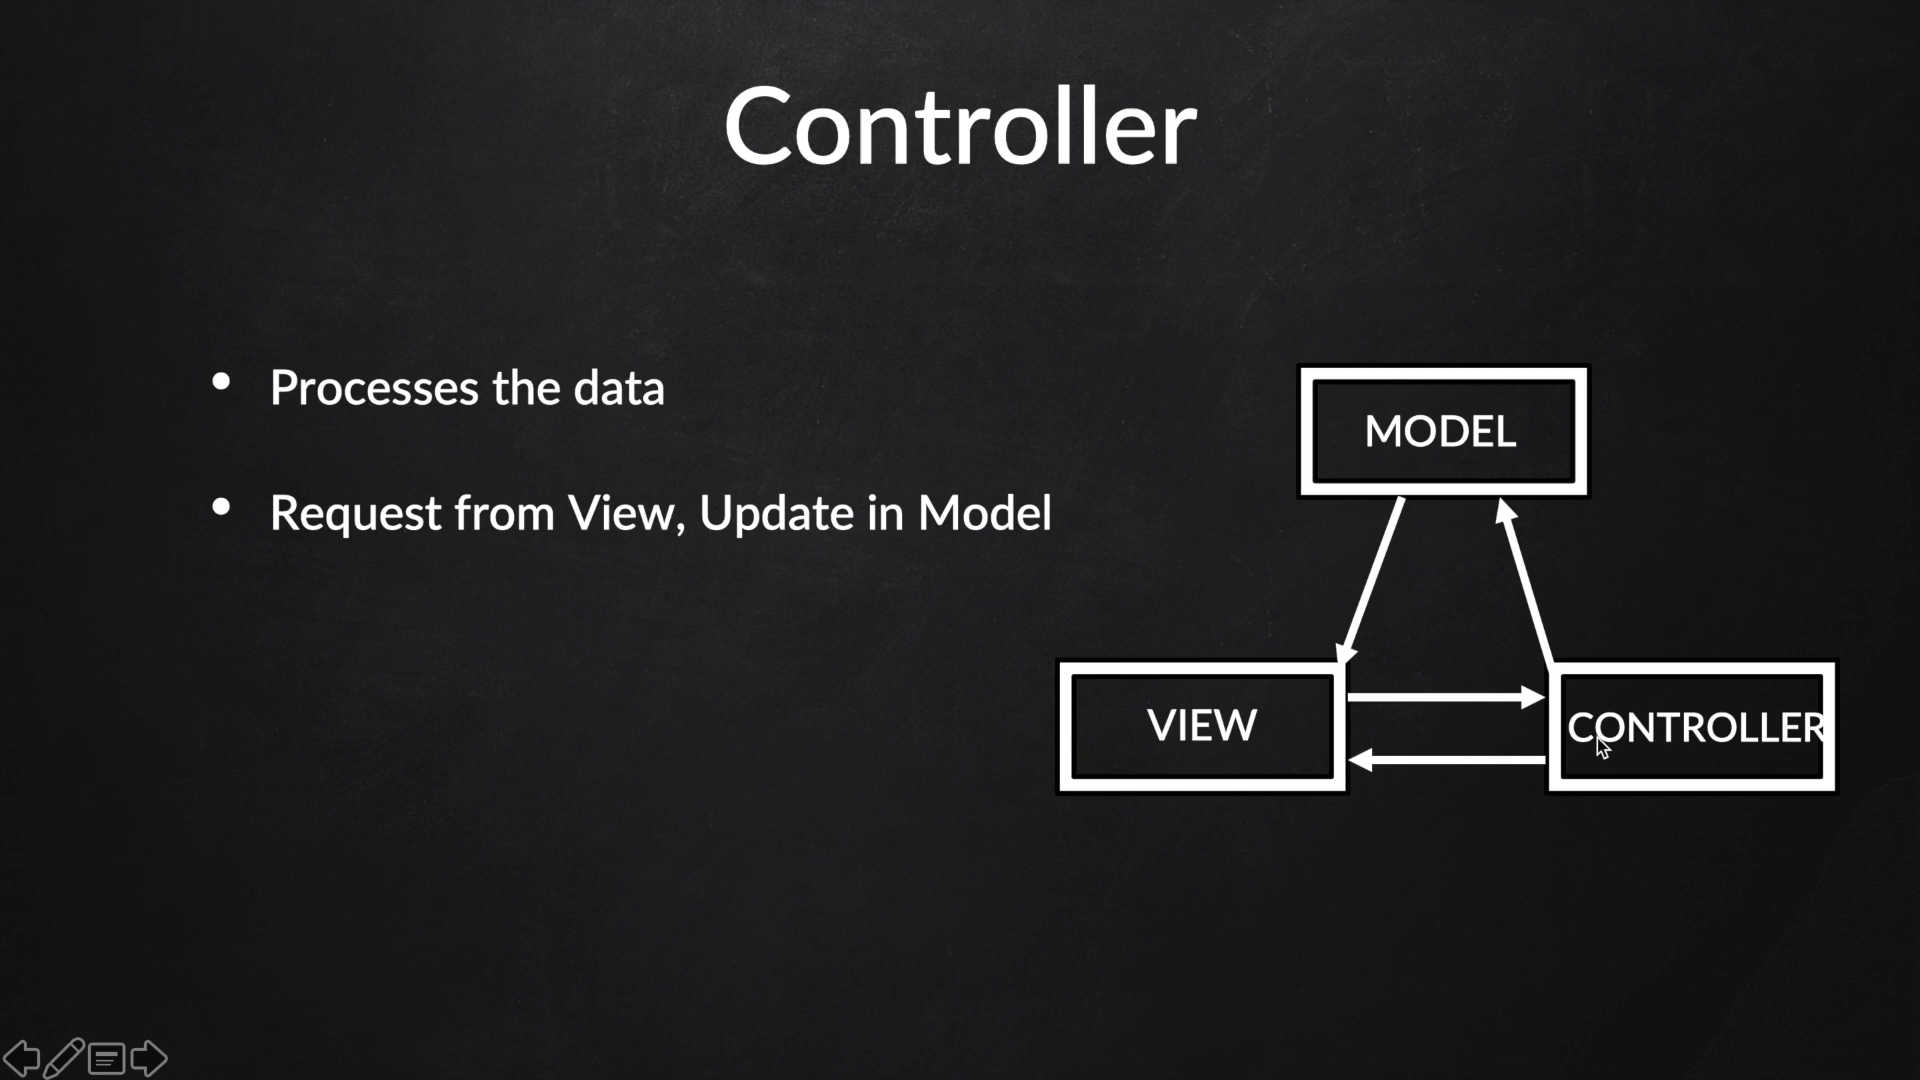 Controller
• Processes the data
• Request from View, Update in Model
MODEL
VIEW
CONTROLLER